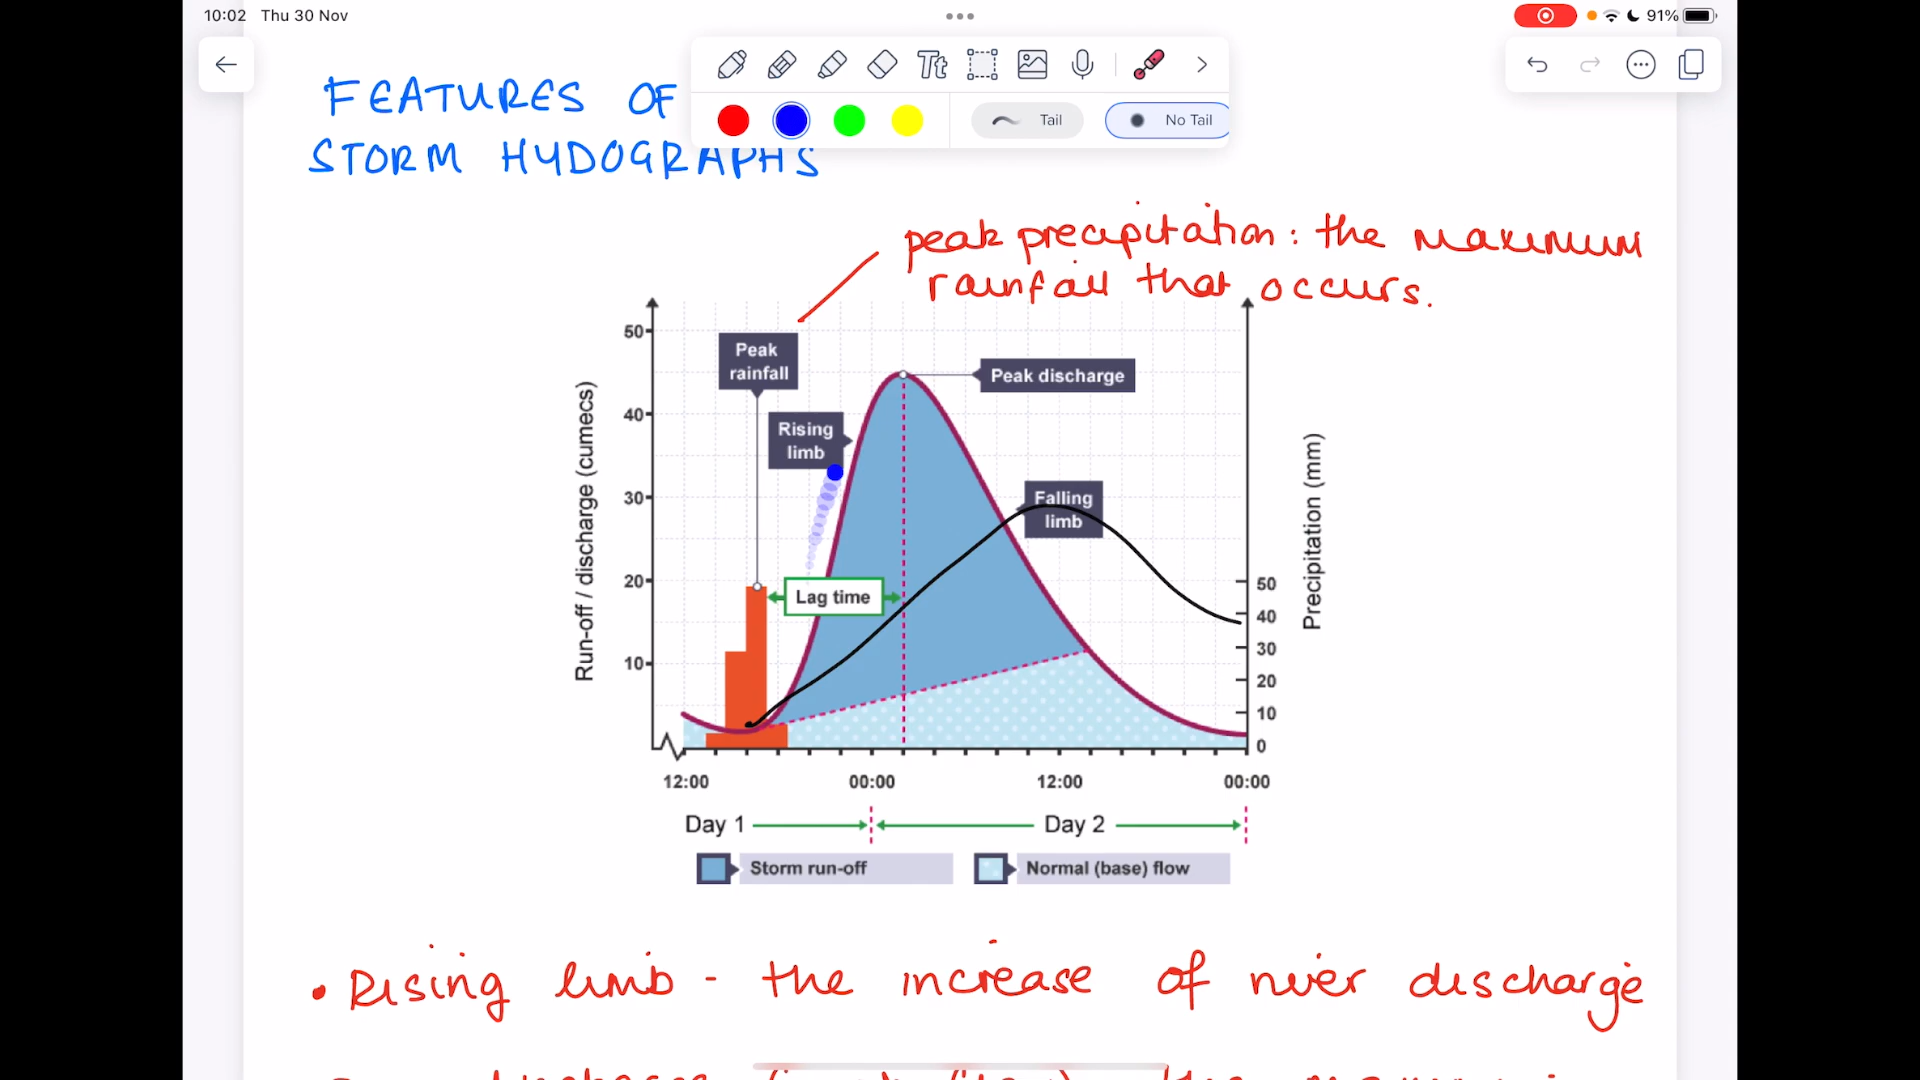 10:02 Thu 30 Nov
91%
Tt
Tail
No Tail
FEATURES OF
STORM HYDOGRAPHS
peak precipitation: the maximum
rainfall that occurs.
50
40
30
20
10
Run-off / discharge (cumecs)
Peak
rainfall
Rising
limb
Peak discharge
Falling
limb
Lag time
50
40
30
20
10
0
Precipitation (mm)
12:00
00:00
12:00
00:00
Day 1
Day 2
Storm run-off
Normal (base) flow
• Rising limb - the increase of river discharge